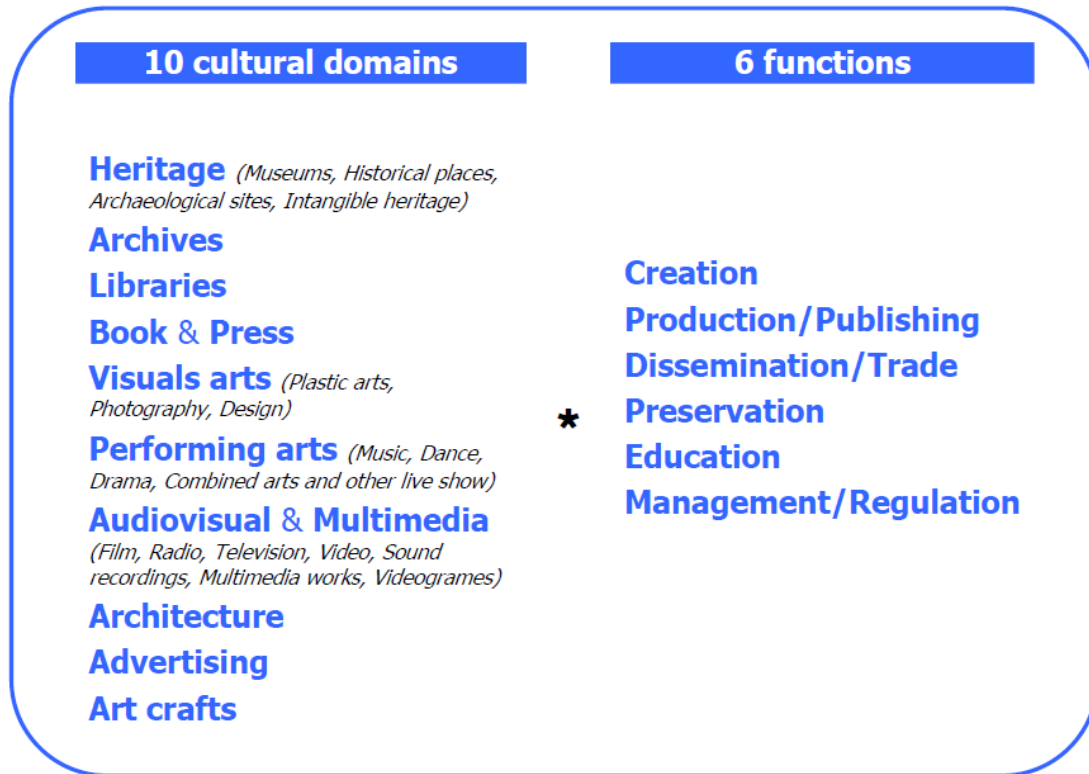 10 cultural domains
Heritage (Museums, Historical places,
Archaeological sites, Intangible heritage)
Archives
Libraries
Book & Press
Visuals arts (Plastic arts,
Photography, Design)
Performing arts (Music, Dance,
Drama, Combined arts and other live show)
Audiovisual & Multimedia
(Film, Radio, Television, Video, Sound
recordings, Multimedia works, Videogrames)
Architecture
Advertising
Art crafts
*
6 functions
Creation
Production/Publishing
Dissemination/Trade
Preservation
Education
Management/Regulation